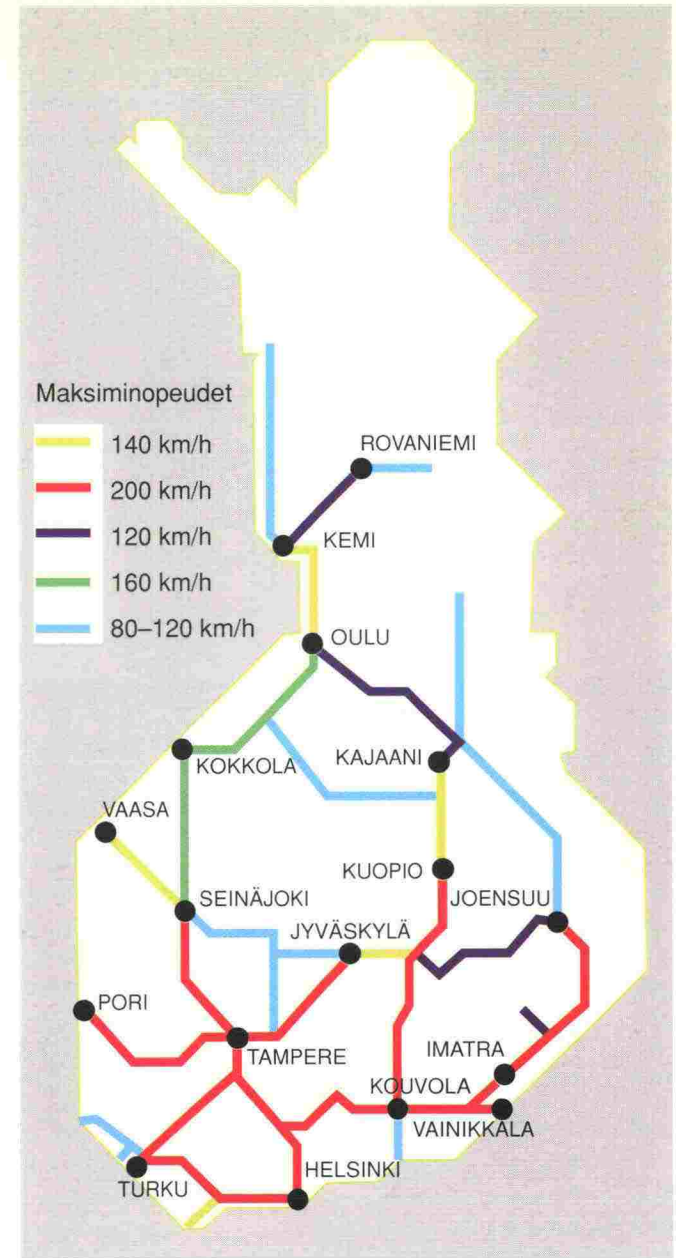 Maksiminopeudet
140 km/h
200 km/h
120 km/h
160 km/h
80–120 km/h
ROVANIEMI
KEMI
OULU
KOKKOLA
KAJAANI
VAASA
KUOPIO
SEINÄJOKI
JOENSUU
JYVÄSKYLÄ
PORI
TAMPERE
IMATRA
KOUVOLA
VAINIKKALA
HELSINKI
TURKU